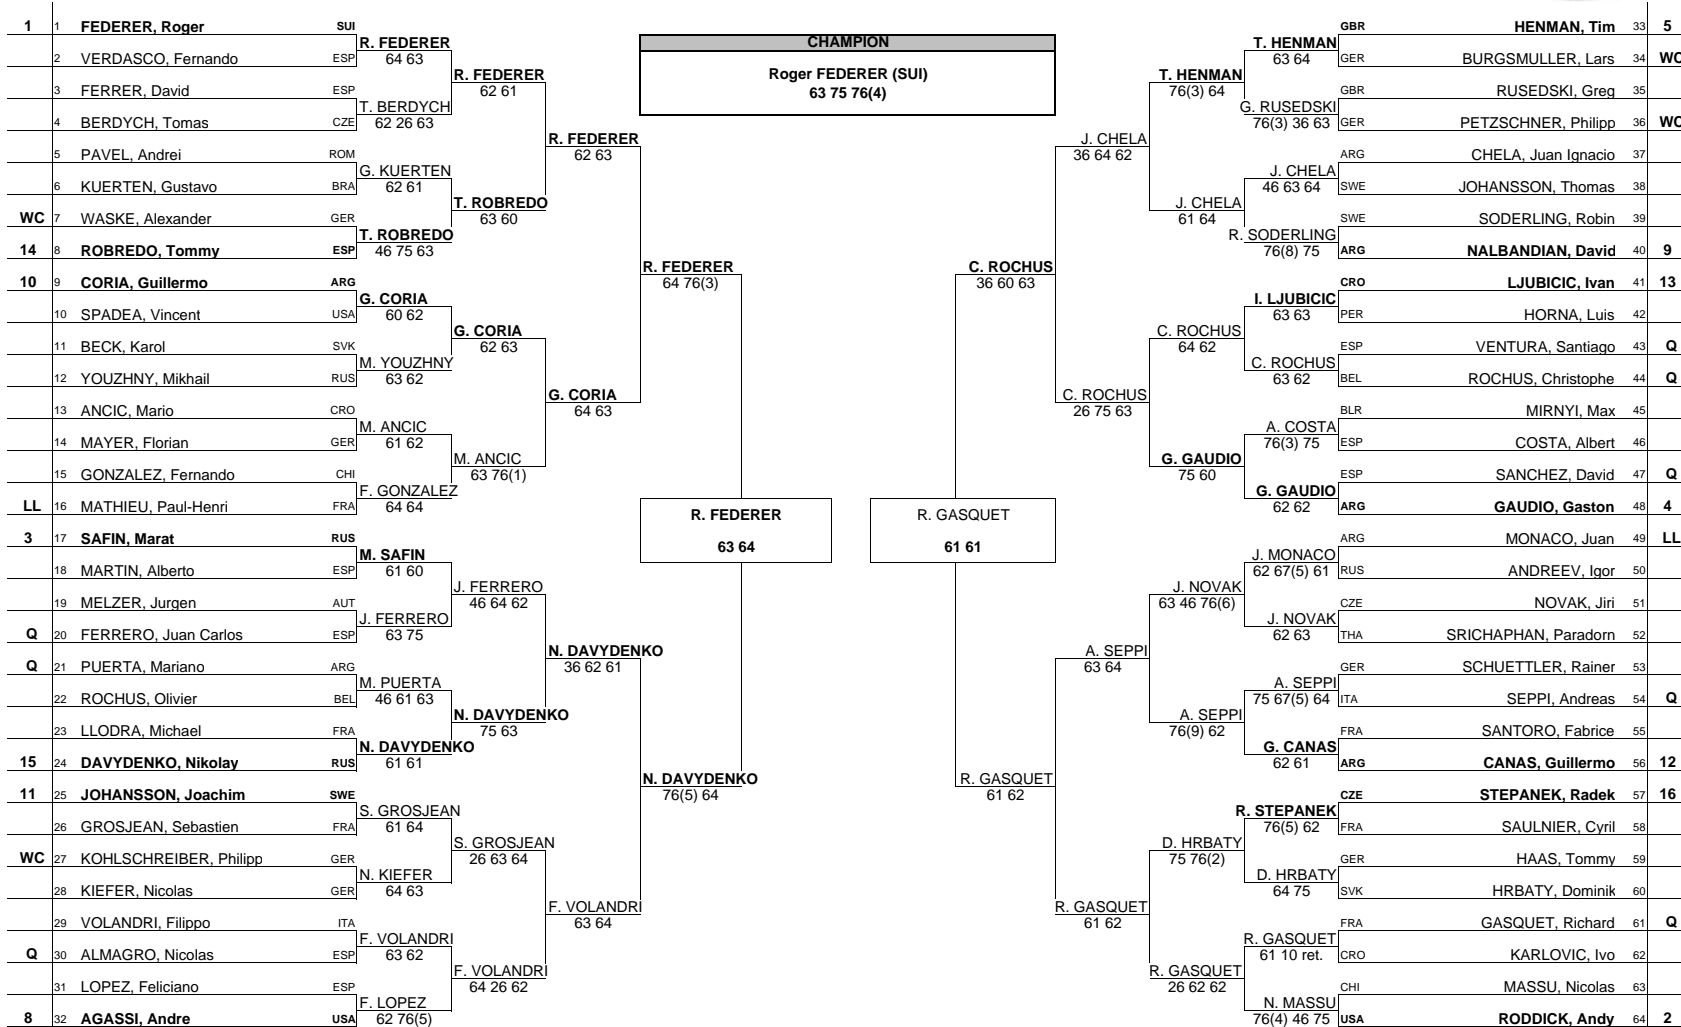 1 1 FEDERER, Roger SUI
2 VERDASCO, Fernando ESP
3 FERRER, David ESP
4 BERDYCH, Tomas CZE
5 PAVEL, Andrei ROM
6 KUERTEN, Gustavo BRA
WC 7 WASKE, Alexander GER
14 8 ROBREDO, Tommy ESP
10 9 CORIA, Guillermo ARG
10 SPADEA, Vincent USA
11 BECK, Karol SVK
12 YOUZHNY, Mikhail RUS
13 ANCIC, Mario CRO
14 MAYER, Florian GER
15 GONZALEZ, Fernando CHI
LL 16 MATHIEU, Paul-Henri FRA
3 17 SAFIN, Marat RUS
18 MARTIN, Alberto ESP
19 MELZER, Jurgen AUT
Q 20 FERRERO, Juan Carlos ESP
Q 21 PUERTA, Mariano ARG
22 ROCHUS, Olivier BEL
23 LLODRA, Michael FRA
15 24 DAVYDENKO, Nikolay RUS
11 25 JOHANSSON, Joachim SWE
26 GROSJEAN, Sebastien FRA
WC 27 KOHLSCHREIBER, Philipp GER
28 KIEFER, Nicolas GER
29 VOLANDRI, Filippo ITA
Q 30 ALMAGRO, Nicolas ESP
31 LOPEZ, Feliciano ESP
8 32 AGASSI, Andre USA
R. FEDERER
64 63
T. BERDYCH
62 26 63
G. KUERTEN
62 61
T. ROBREDO
46 75 63
G. CORIA
60 62
M. YOUZHNY
63 62
M. ANCIC
61 62
F. GONZALEZ
64 64
M. SAFIN
61 60
J. FERRERO
63 75
M. PUERTA
46 61 63
N. DAVYDENKO
61 61
S. GROSJEAN
61 64
N. KIEFER
64 63
F. VOLANDRI
63 62
F. LOPEZ
62 76(5)
R. FEDERER
62 61
T. ROBREDO
63 60
G. CORIA
62 63
M. ANCIC
63 76(1)
J. FERRERO
46 64 62
N. DAVYDENKO
75 63
S. GROSJEAN
26 63 64
F. VOLANDRI
64 26 62
R. FEDERER
62 63
G. CORIA
64 63
N. DAVYDENKO
36 62 61
F. VOLANDRI
63 64
R. FEDERER
64 76(3)
N. DAVYDENKO
76(5) 64
CHAMPION
Roger FEDERER (SUI)
63 75 76(4)
R. FEDERER
63 64
R. GASQUET
61 61
C. ROCHUS
36 60 63
R. GASQUET
61 62
J. CHELA
36 64 62
C. ROCHUS
26 75 63
A. SEPPI
63 64
R. GASQUET
61 62
T. HENMAN
76(3) 64
J. CHELA
61 64
C. ROCHUS
64 62
G. GAUDIO
75 60
J. NOVAK
63 46 76(6)
A. SEPPI
76(9) 62
D. HRBATY
75 76(2)
R. GASQUET
26 62 62
T. HENMAN
63 64
G. RUSEDSKI
76(3) 36 63
J. CHELA
46 63 64
R. SODERLING
76(8) 75
I. LJUBICIC
63 63
C. ROCHUS
63 62
A. COSTA
76(3) 75
G. GAUDIO
62 62
J. MONACO
62 67(5) 61
J. NOVAK
62 63
A. SEPPI
75 67(5) 64
G. CANAS
62 61
R. STEPANEK
76(5) 62
D. HRBATY
64 75
R. GASQUET
61 10 ret.
N. MASSU
76(4) 46 75
GBR HENMAN, Tim 33 5
GER BURGSMULLER, Lars 34 WC
GBR RUSEDSKI, Greg 35
GER PETZSCHNER, Philipp 36 WC
ARG CHELA, Juan Ignacio 37
SWE JOHANSSON, Thomas 38
SWE SODERLING, Robin 39
ARG NALBANDIAN, David 40 9
CRO LJUBICIC, Ivan 41 13
PER HORNA, Luis 42
ESP VENTURA, Santiago 43 Q
BEL ROCHUS, Christophe 44 Q
BLR MIRNYI, Max 45
ESP COSTA, Albert 46
ESP SANCHEZ, David 47 Q
ARG GAUDIO, Gaston 48 4
ARG MONACO, Juan 49 LL
RUS ANDREEV, Igor 50
CZE NOVAK, Jiri 51
THA SRICHAPHAN, Paradorn 52
GER SCHUETTLER, Rainer 53
ITA SEPPI, Andreas 54 Q
FRA SANTORO, Fabrice 55
ARG CANAS, Guillermo 56 12
CZE STEPANEK, Radek 57 16
FRA SAULNIER, Cyril 58
GER HAAS, Tommy 59
SVK HRBATY, Dominik 60
FRA GASQUET, Richard 61 Q
CRO KARLOVIC, Ivo 62
CHI MASSU, Nicolas 63
USA RODDICK, Andy 64 2